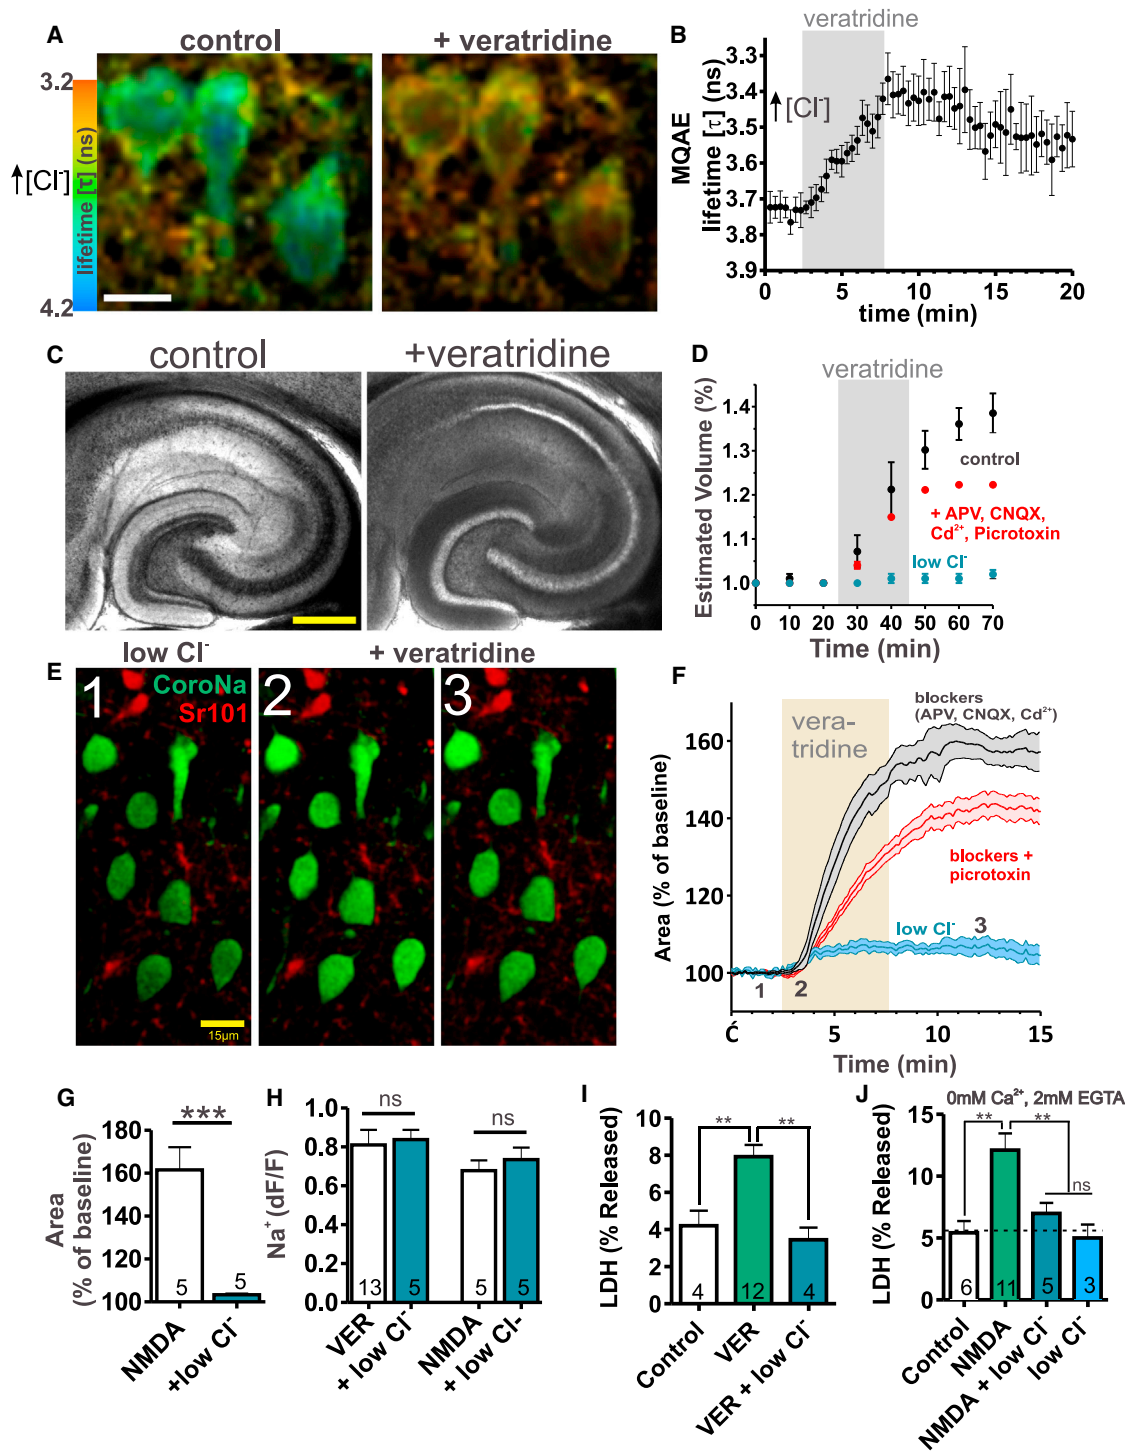 A
control
+ veratridine
3.2
lifetime [τ] (ns)
↑[Cl⁻]
4.2
B
veratridine
↑[Cl⁻]
MQAE
lifetime [τ] (ns)
3.3
3.4
3.5
3.6
3.7
3.8
3.9
0 5 10 15 20
time (min)
C
control
+veratridine
D
veratridine
Estimated Volume (%)
1.4
1.3
1.2
1.1
1.0
control
+ APV, CNQX,
Cd²⁺, Picrotoxin
low Cl⁻
0 10 20 30 40 50 60 70
Time (min)
E
low Cl⁻
+ veratridine
1
CoroNa
Sr101
2
3
15µm
F
blockers
(APV, CNQX, Cd²⁺)
vera-
tridine
Area (% of baseline)
160
140
120
100
blockers +
picrotoxin
low Cl⁻
1
2
3
5 10 15
Time (min)
G
***
Area
(% of baseline)
180
160
140
120
100
5
5
NMDA
+low Cl⁻
H
ns
ns
Na⁺ (dF/F)
1.0
0.8
0.6
0.4
0.2
0.0
13
5
5
5
VER
+ low Cl⁻
NMDA
+ low Cl-
I
**
**
LDH (% Released)
10
8
6
4
2
0
4
12
4
Control
VER
VER + low Cl⁻
J
0mM Ca²⁺, 2mM EGTA
**
**
ns
LDH (% Released)
15
10
5
0
6
11
5
3
Control
NMDA
NMDA + low Cl⁻
low Cl⁻